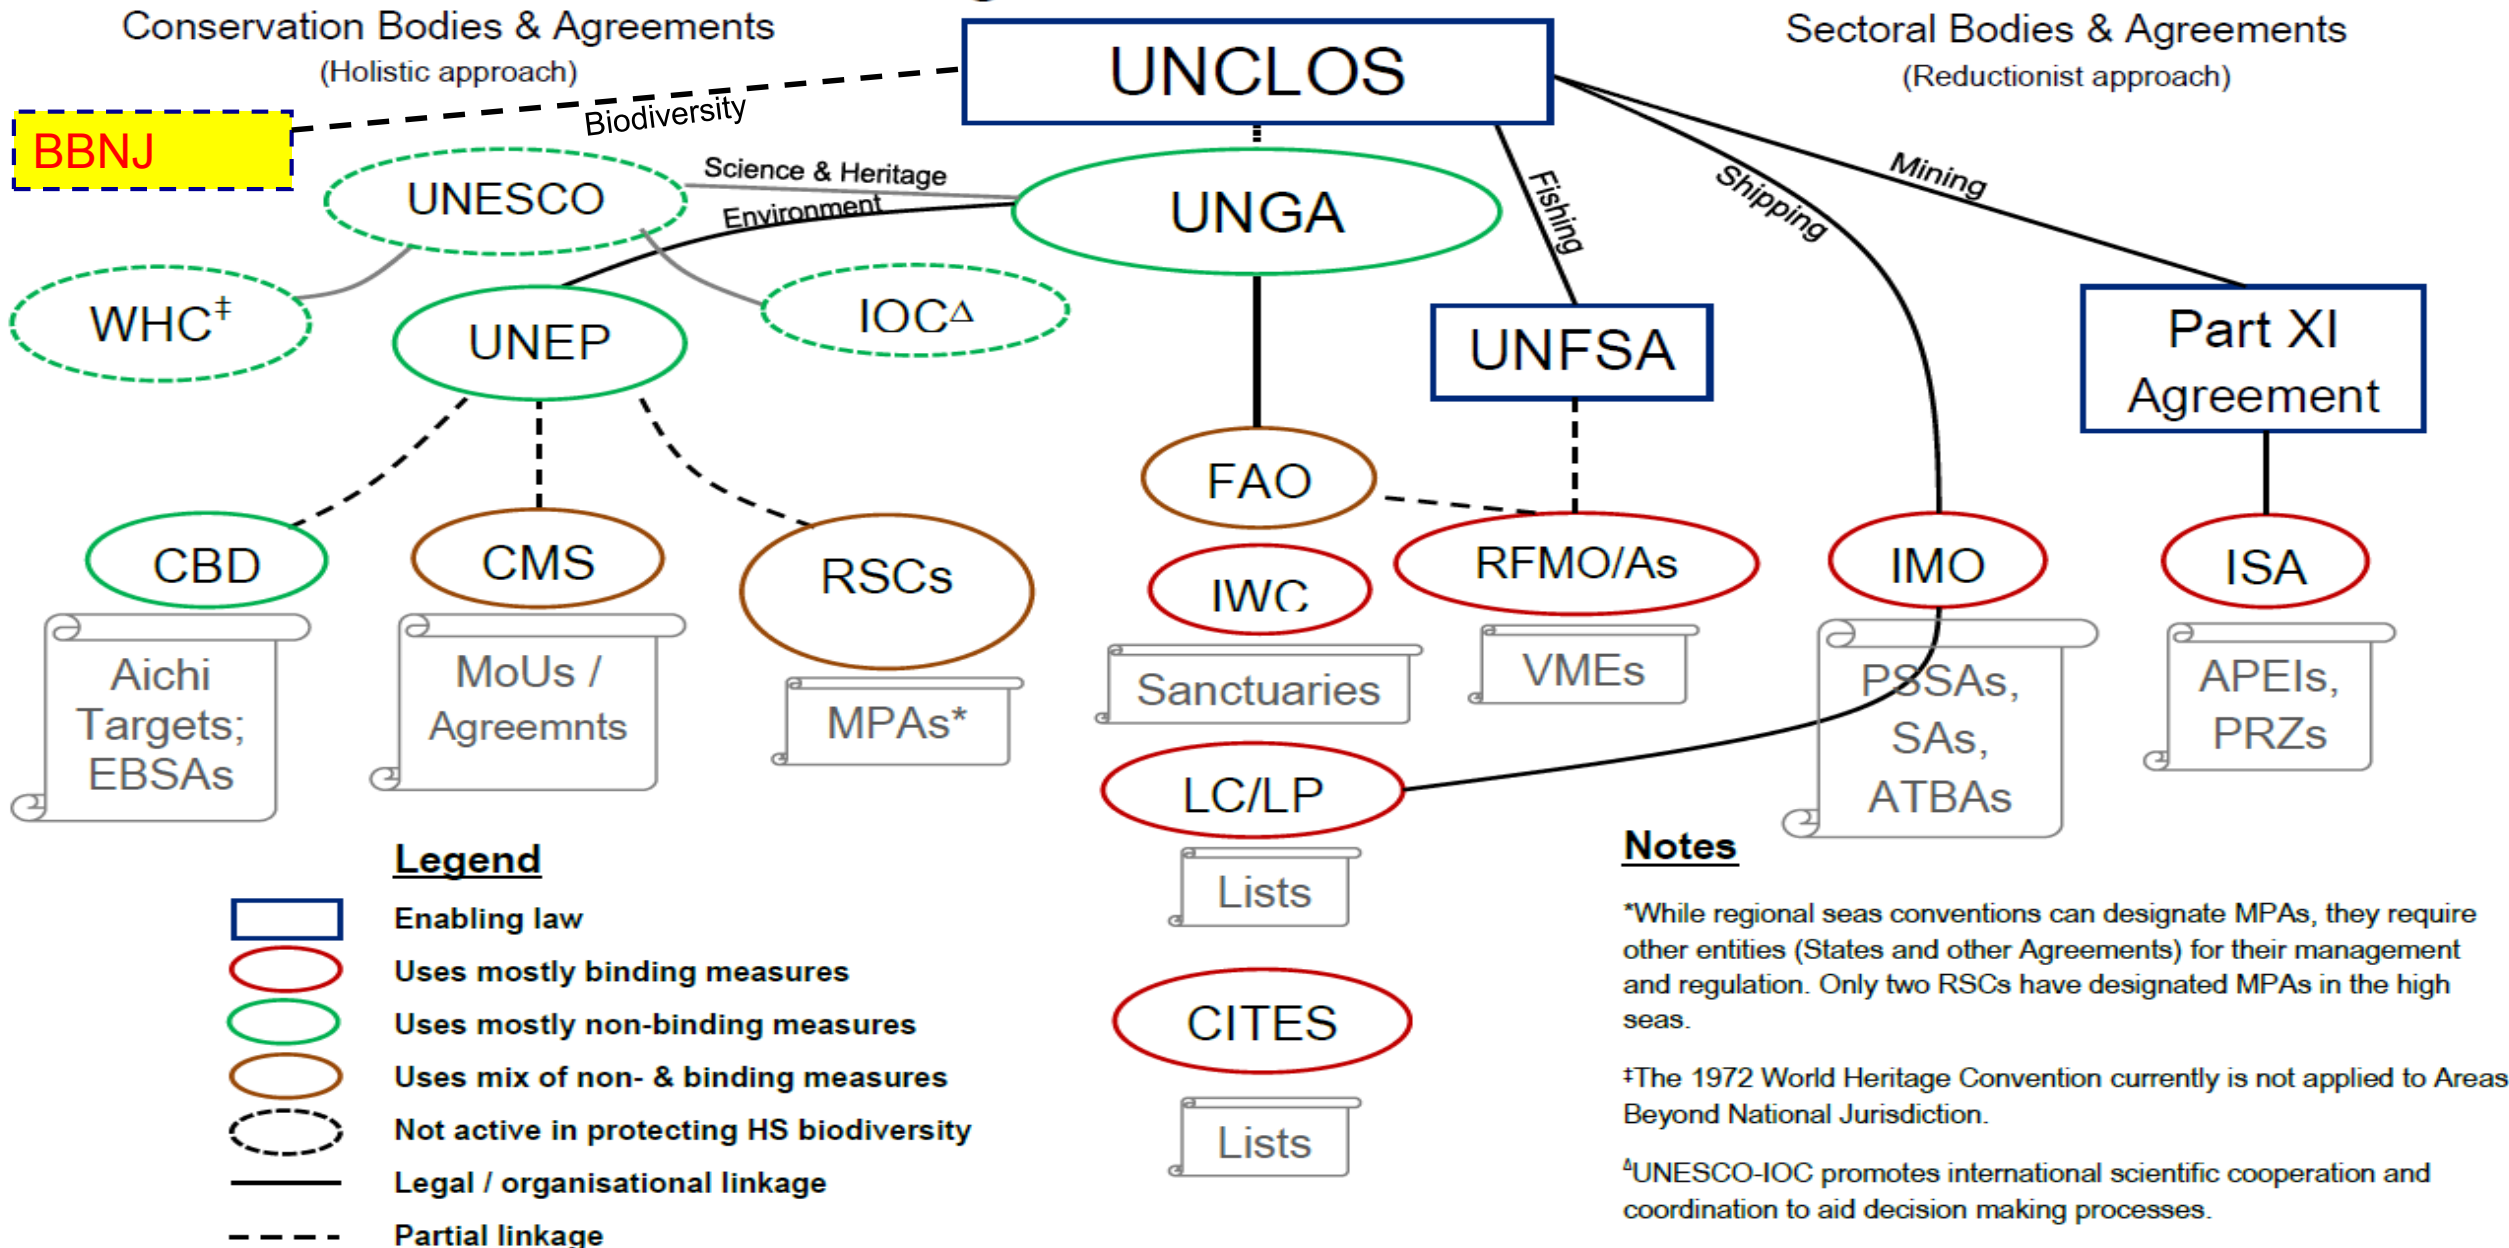 Conservation Bodies & Agreements
(Holistic approach)
UNCLOS
Sectoral Bodies & Agreements
(Reductionist approach)
BBNJ
Biodiversity
UNESCO
Science & Heritage
Environment
UNGA
Fishing
Shipping
Mining
WHC‡
UNEP
IOCΔ
UNFSA
Part XI
Agreement
FAO
CBD
CMS
RSCs
IWC
RFMO/As
IMO
ISA
Aichi
Targets;
EBSAs
MoUs /
Agreemnts
MPAs*
Sanctuaries
VMEs
PSSAs,
SAs,
ATBAs
APEIs,
PRZs
LC/LP
Lists
CITES
Lists
Legend
Enabling law
Uses mostly binding measures
Uses mostly non-binding measures
Uses mix of non- & binding measures
Not active in protecting HS biodiversity
Legal / organisational linkage
Partial linkage
Notes
*While regional seas conventions can designate MPAs, they require
other entities (States and other Agreements) for their management
and regulation. Only two RSCs have designated MPAs in the high
seas.
‡The 1972 World Heritage Convention currently is not applied to Areas
Beyond National Jurisdiction.
ΔUNESCO-IOC promotes international scientific cooperation and
coordination to aid decision making processes.